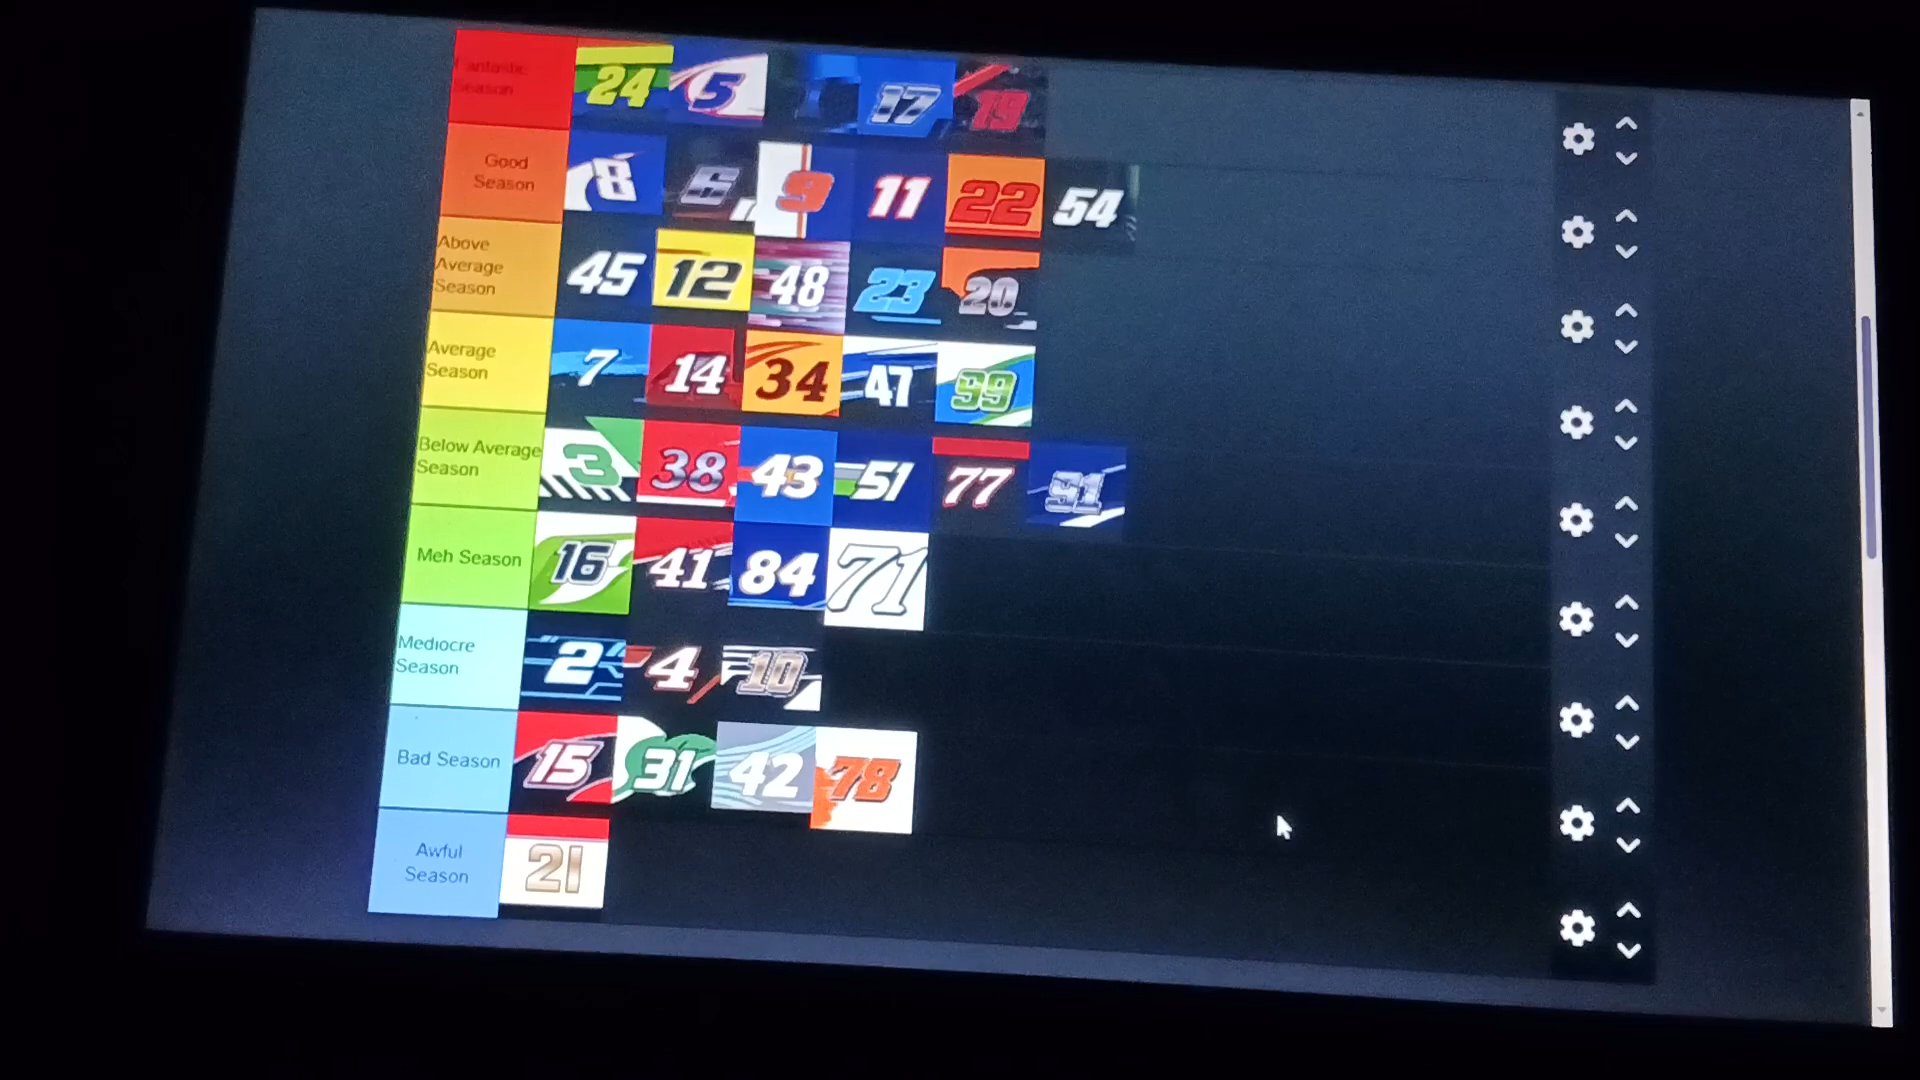 Fantastic
Season
24 5 17 19
Good
Season
8 6 9 11 22 54
Above
Average
Season
45 12 48 23 20
Average
Season
7 14 34 47 99
Below Average
Season
3 38 43 51 77 91
Meh Season
16 41 84 71
Mediocre
Season
2 4 10
Bad Season
15 31 42 78
Awful
Season
21